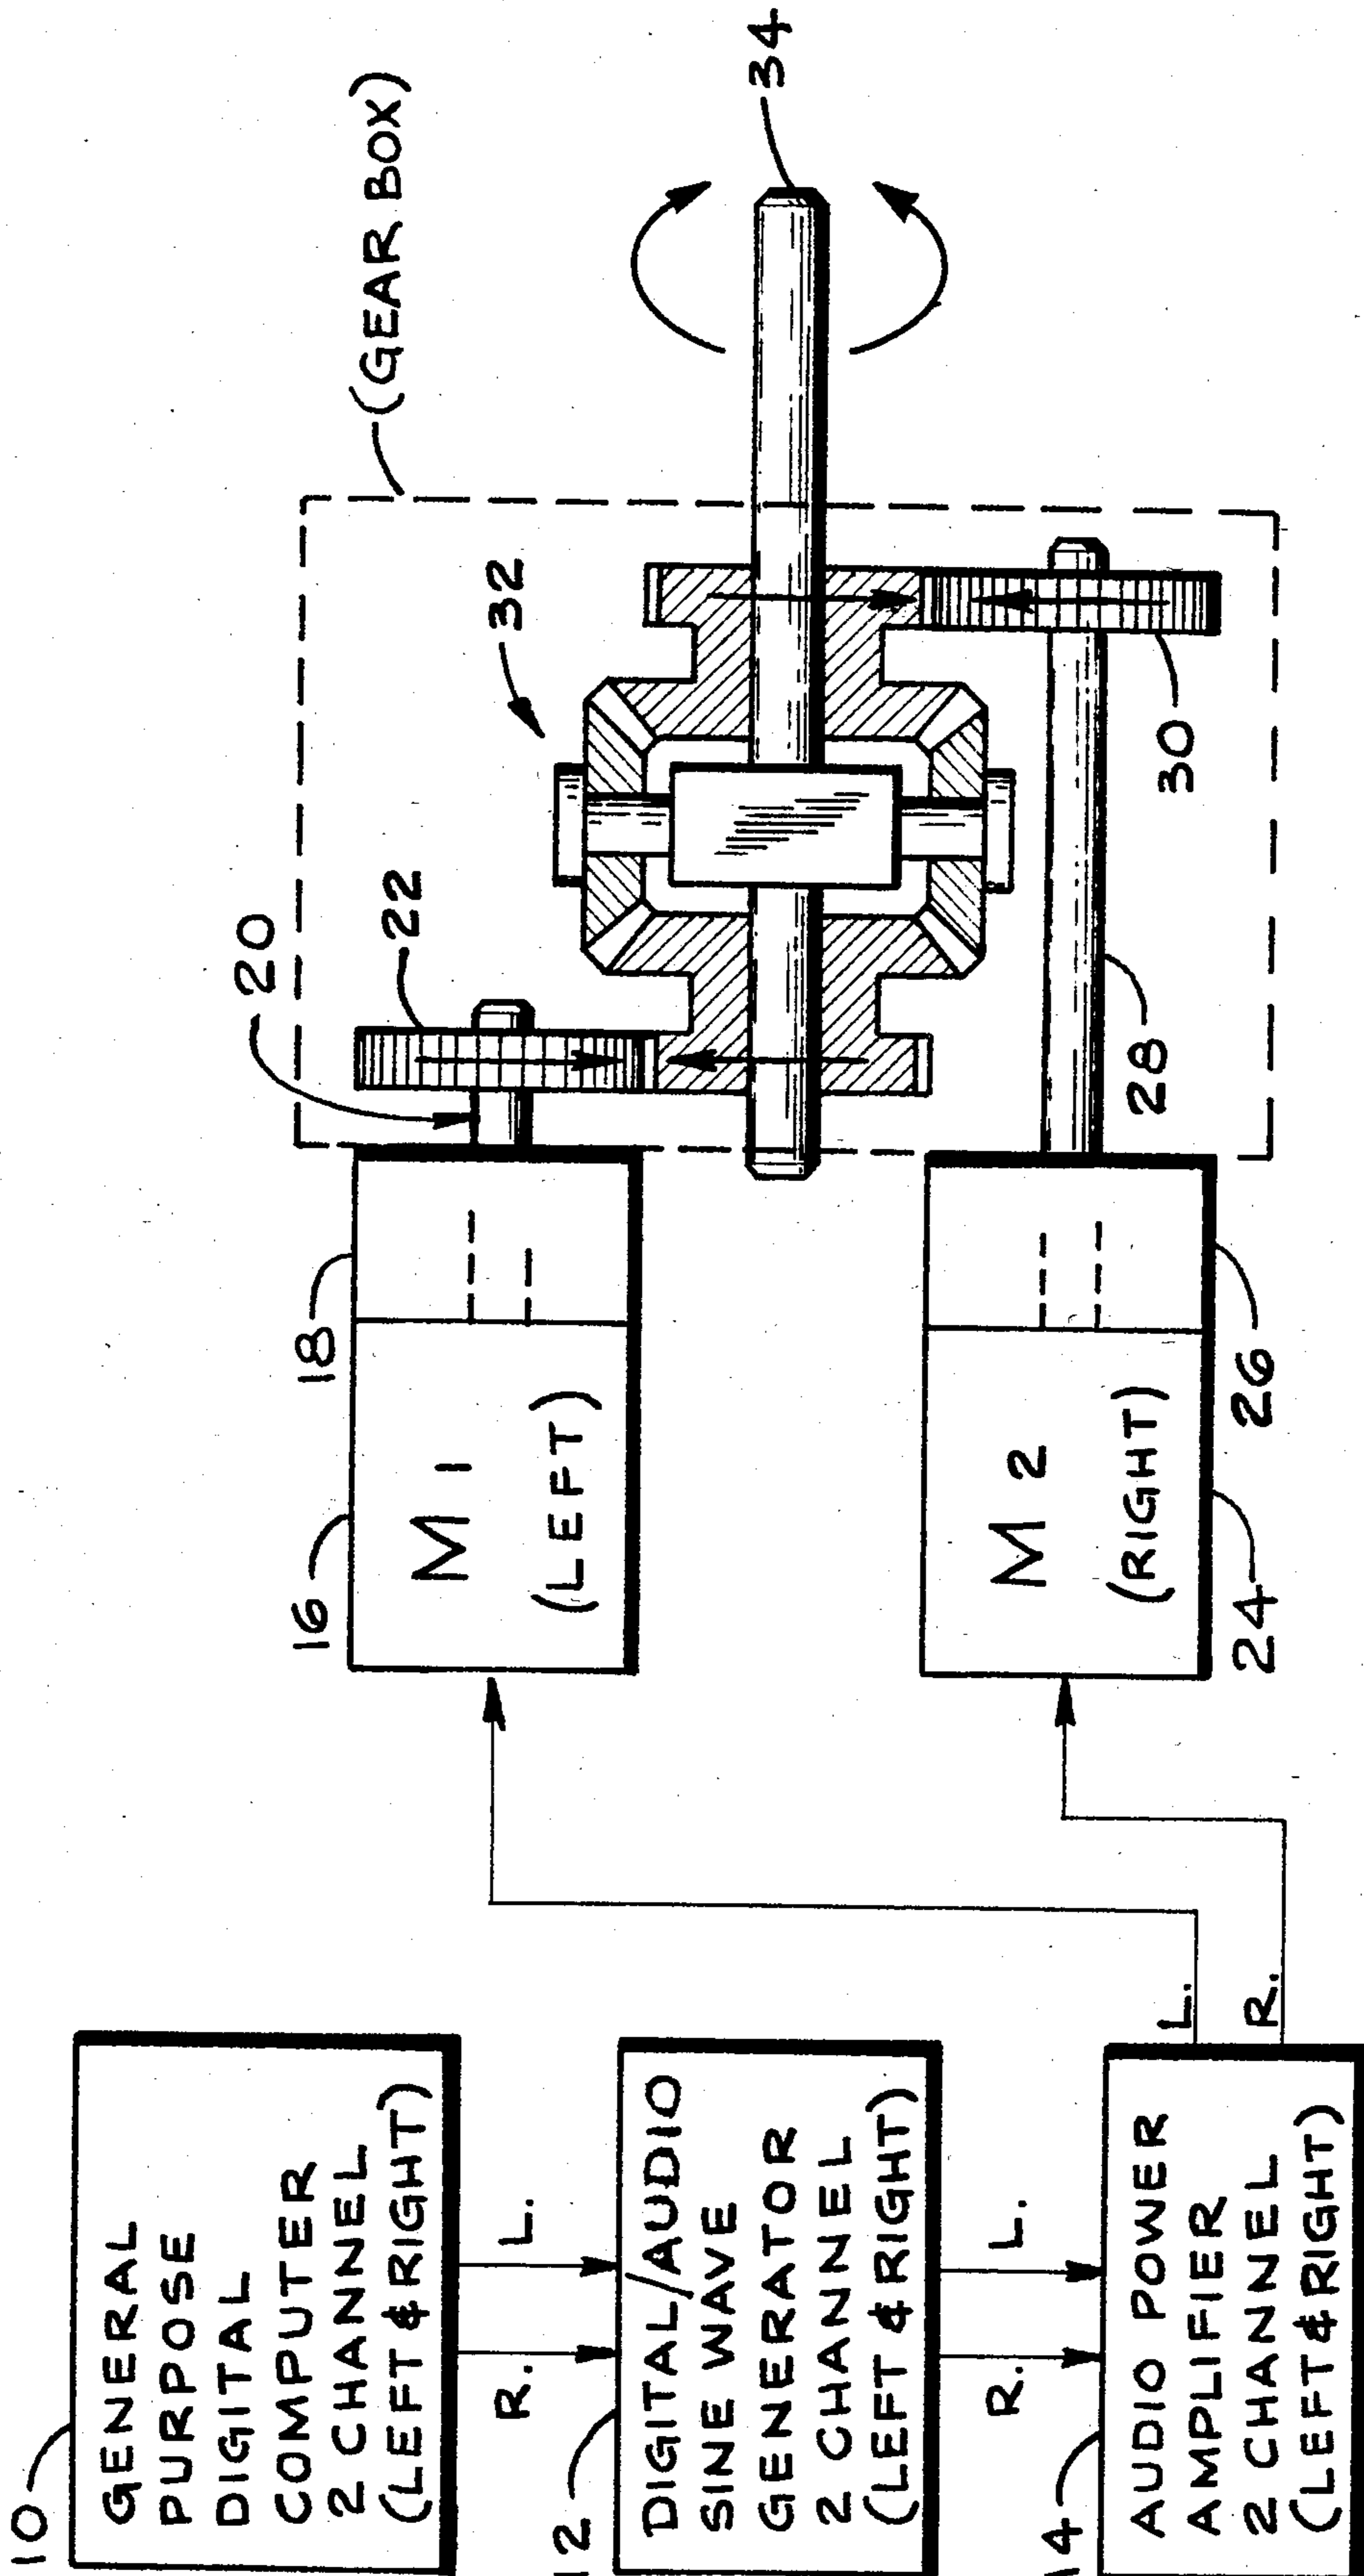 10
GENERAL
PURPOSE
DIGITAL
COMPUTER
2 CHANNEL
(LEFT & RIGHT)
R.
L.
12
DIGITAL/AUDIO
SINE WAVE
GENERATOR
2 CHANNEL
(LEFT & RIGHT)
R.
L.
14
AUDIO POWER
AMPLIFIER
2 CHANNEL
(LEFT & RIGHT)
L.
R.
16
M 1
(LEFT)
18
20
22
M 2
(RIGHT)
24
26
28
30
32
(GEAR BOX)
34